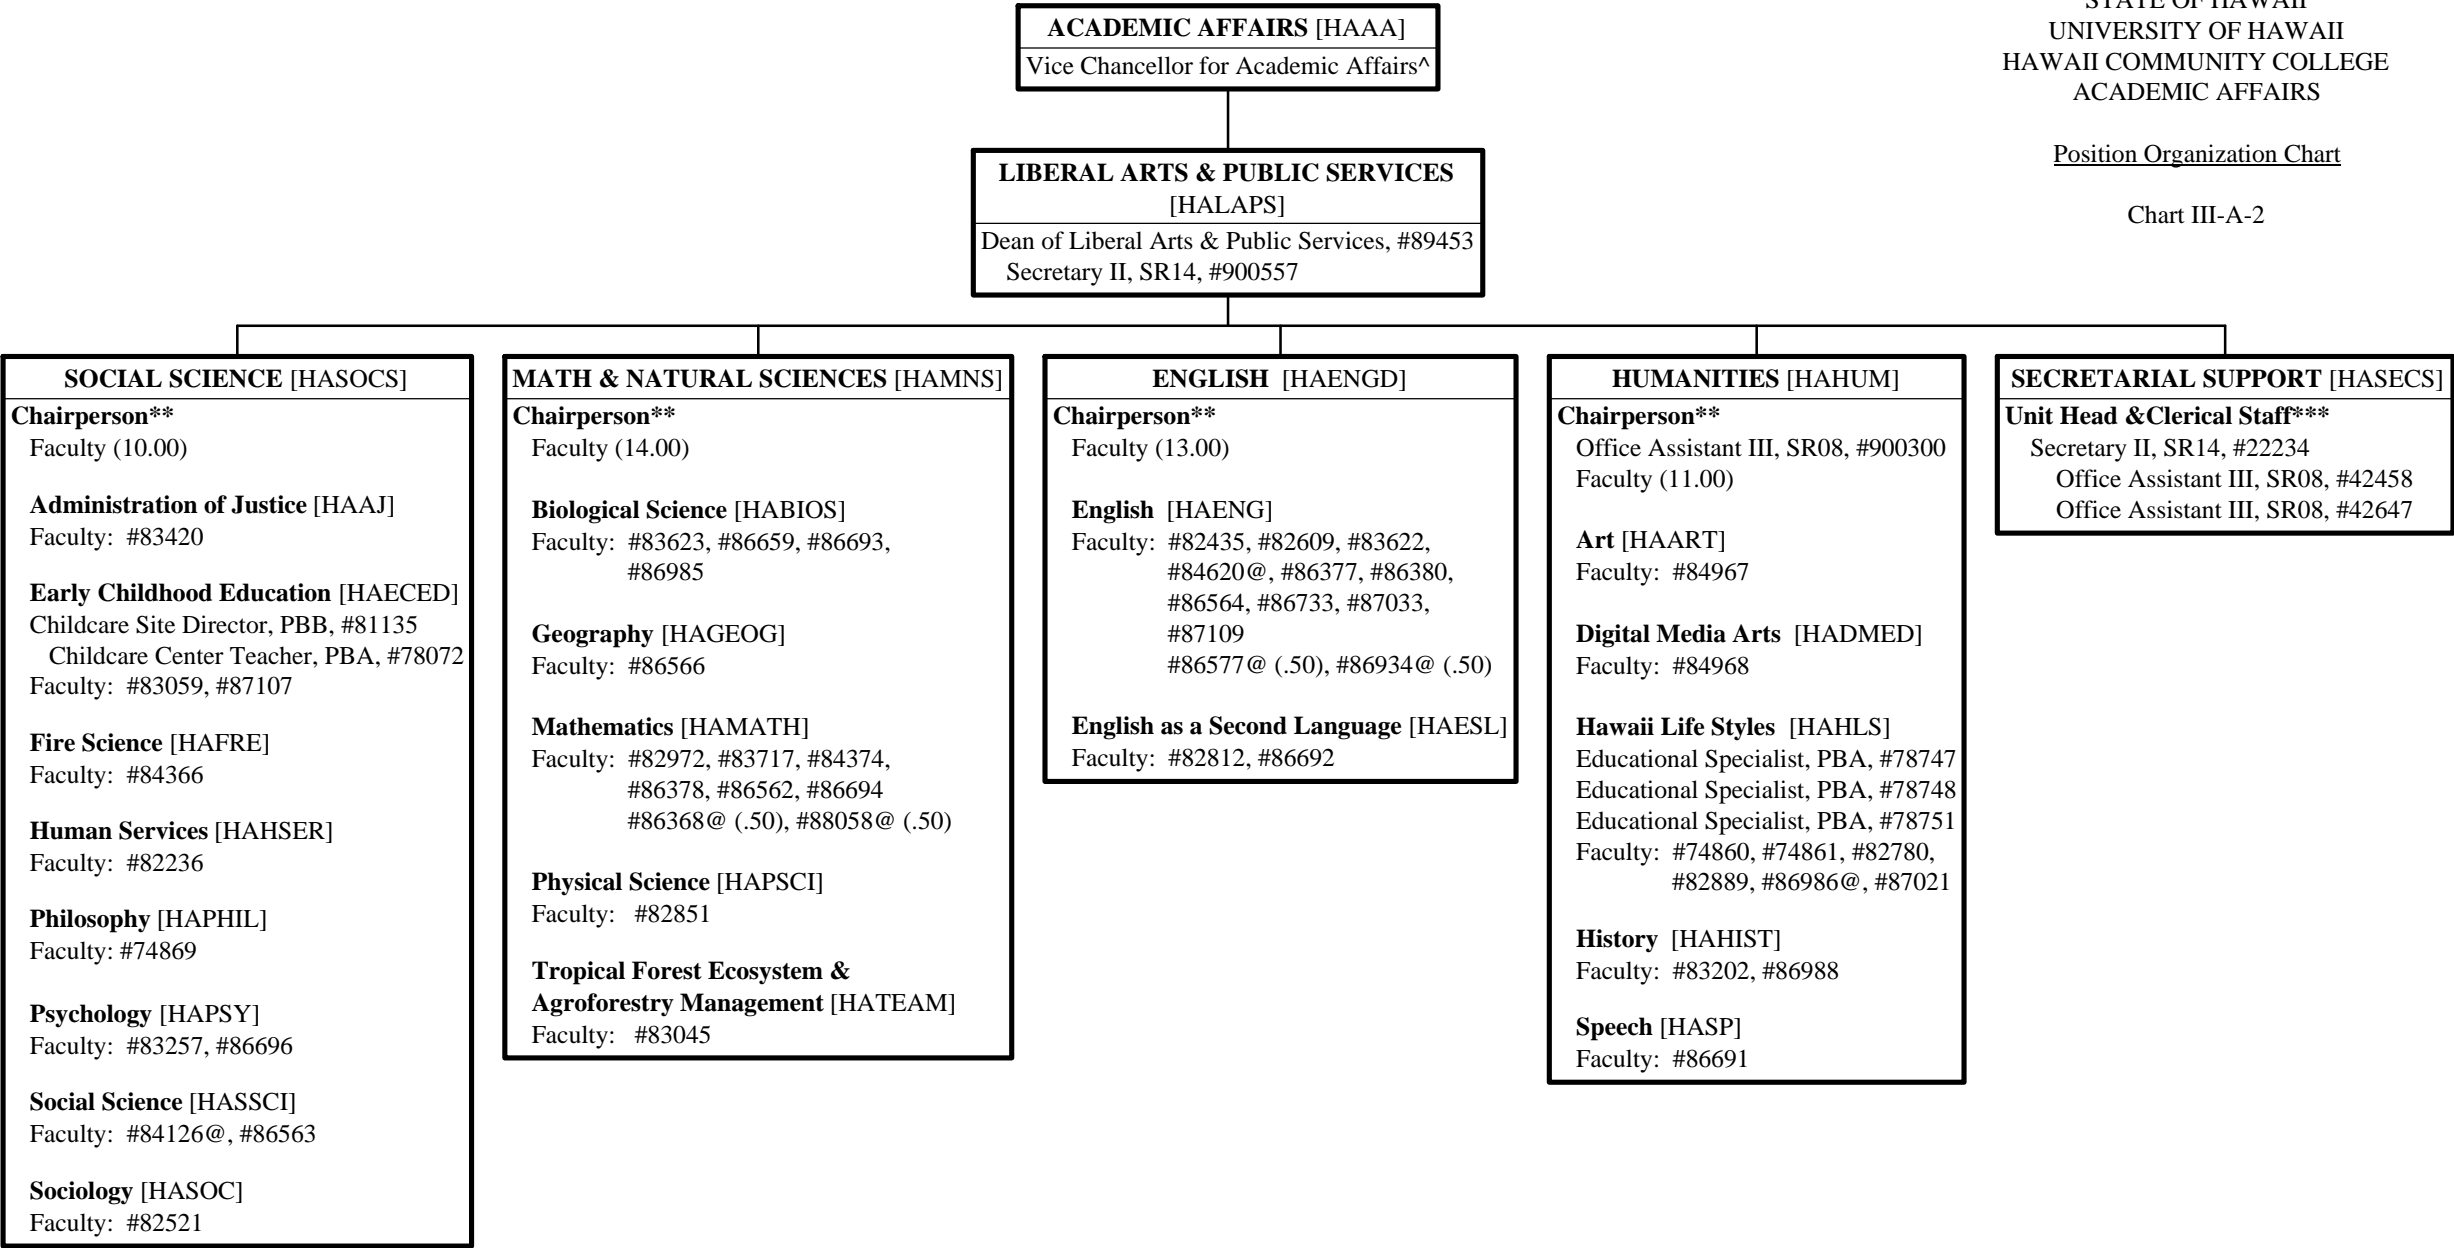 STATE OF HAWAII
UNIVERSITY OF HAWAII
HAWAII COMMUNITY COLLEGE
ACADEMIC AFFAIRS
Position Organization Chart
Chart III-A-2
ACADEMIC AFFAIRS [HAAA]
Vice Chancellor for Academic Affairs^
LIBERAL ARTS & PUBLIC SERVICES
[HALAPS]
Dean of Liberal Arts & Public Services, #89453
Secretary II, SR14, #900557
SOCIAL SCIENCE [HASOCS]
Chairperson**
Faculty (10.00)
Administration of Justice [HAAJ]
Faculty: #83420
Early Childhood Education [HAECED]
Childcare Site Director, PBB, #81135
Childcare Center Teacher, PBA, #78072
Faculty: #83059, #87107
Fire Science [HAFRE]
Faculty: #84366
Human Services [HAHSER]
Faculty: #82236
Philosophy [HAPHIL]
Faculty: #74869
Psychology [HAPSY]
Faculty: #83257, #86696
Social Science [HASSCI]
Faculty: #84126@, #86563
Sociology [HASOC]
Faculty: #82521
MATH & NATURAL SCIENCES [HAMNS]
Chairperson**
Faculty (14.00)
Biological Science [HABIOS]
Faculty: #83623, #86659, #86693,
#86985
Geography [HAGEOG]
Faculty: #86566
Mathematics [HAMATH]
Faculty: #82972, #83717, #84374,
#86378, #86562, #86694
#86368@ (.50), #88058@ (.50)
Physical Science [HAPSCI]
Faculty: #82851
Tropical Forest Ecosystem &
Agroforestry Management [HATEAM]
Faculty: #83045
ENGLISH [HAENGD]
Chairperson**
Faculty (13.00)
English [HAENG]
Faculty: #82435, #82609, #83622,
#84620@, #86377, #86380,
#86564, #86733, #87033,
#87109
#86577@ (.50), #86934@ (.50)
English as a Second Language [HAESL]
Faculty: #82812, #86692
HUMANITIES [HAHUM]
Chairperson**
Office Assistant III, SR08, #900300
Faculty (11.00)
Art [HAART]
Faculty: #84967
Digital Media Arts [HADMED]
Faculty: #84968
Hawaii Life Styles [HAHLS]
Educational Specialist, PBA, #78747
Educational Specialist, PBA, #78748
Educational Specialist, PBA, #78751
Faculty: #74860, #74861, #82780,
#82889, #86986@, #87021
History [HAHIST]
Faculty: #83202, #86988
Speech [HASP]
Faculty: #86691
SECRETARIAL SUPPORT [HASECS]
Unit Head &Clerical Staff***
Secretary II, SR14, #22234
Office Assistant III, SR08, #42458
Office Assistant III, SR08, #42647